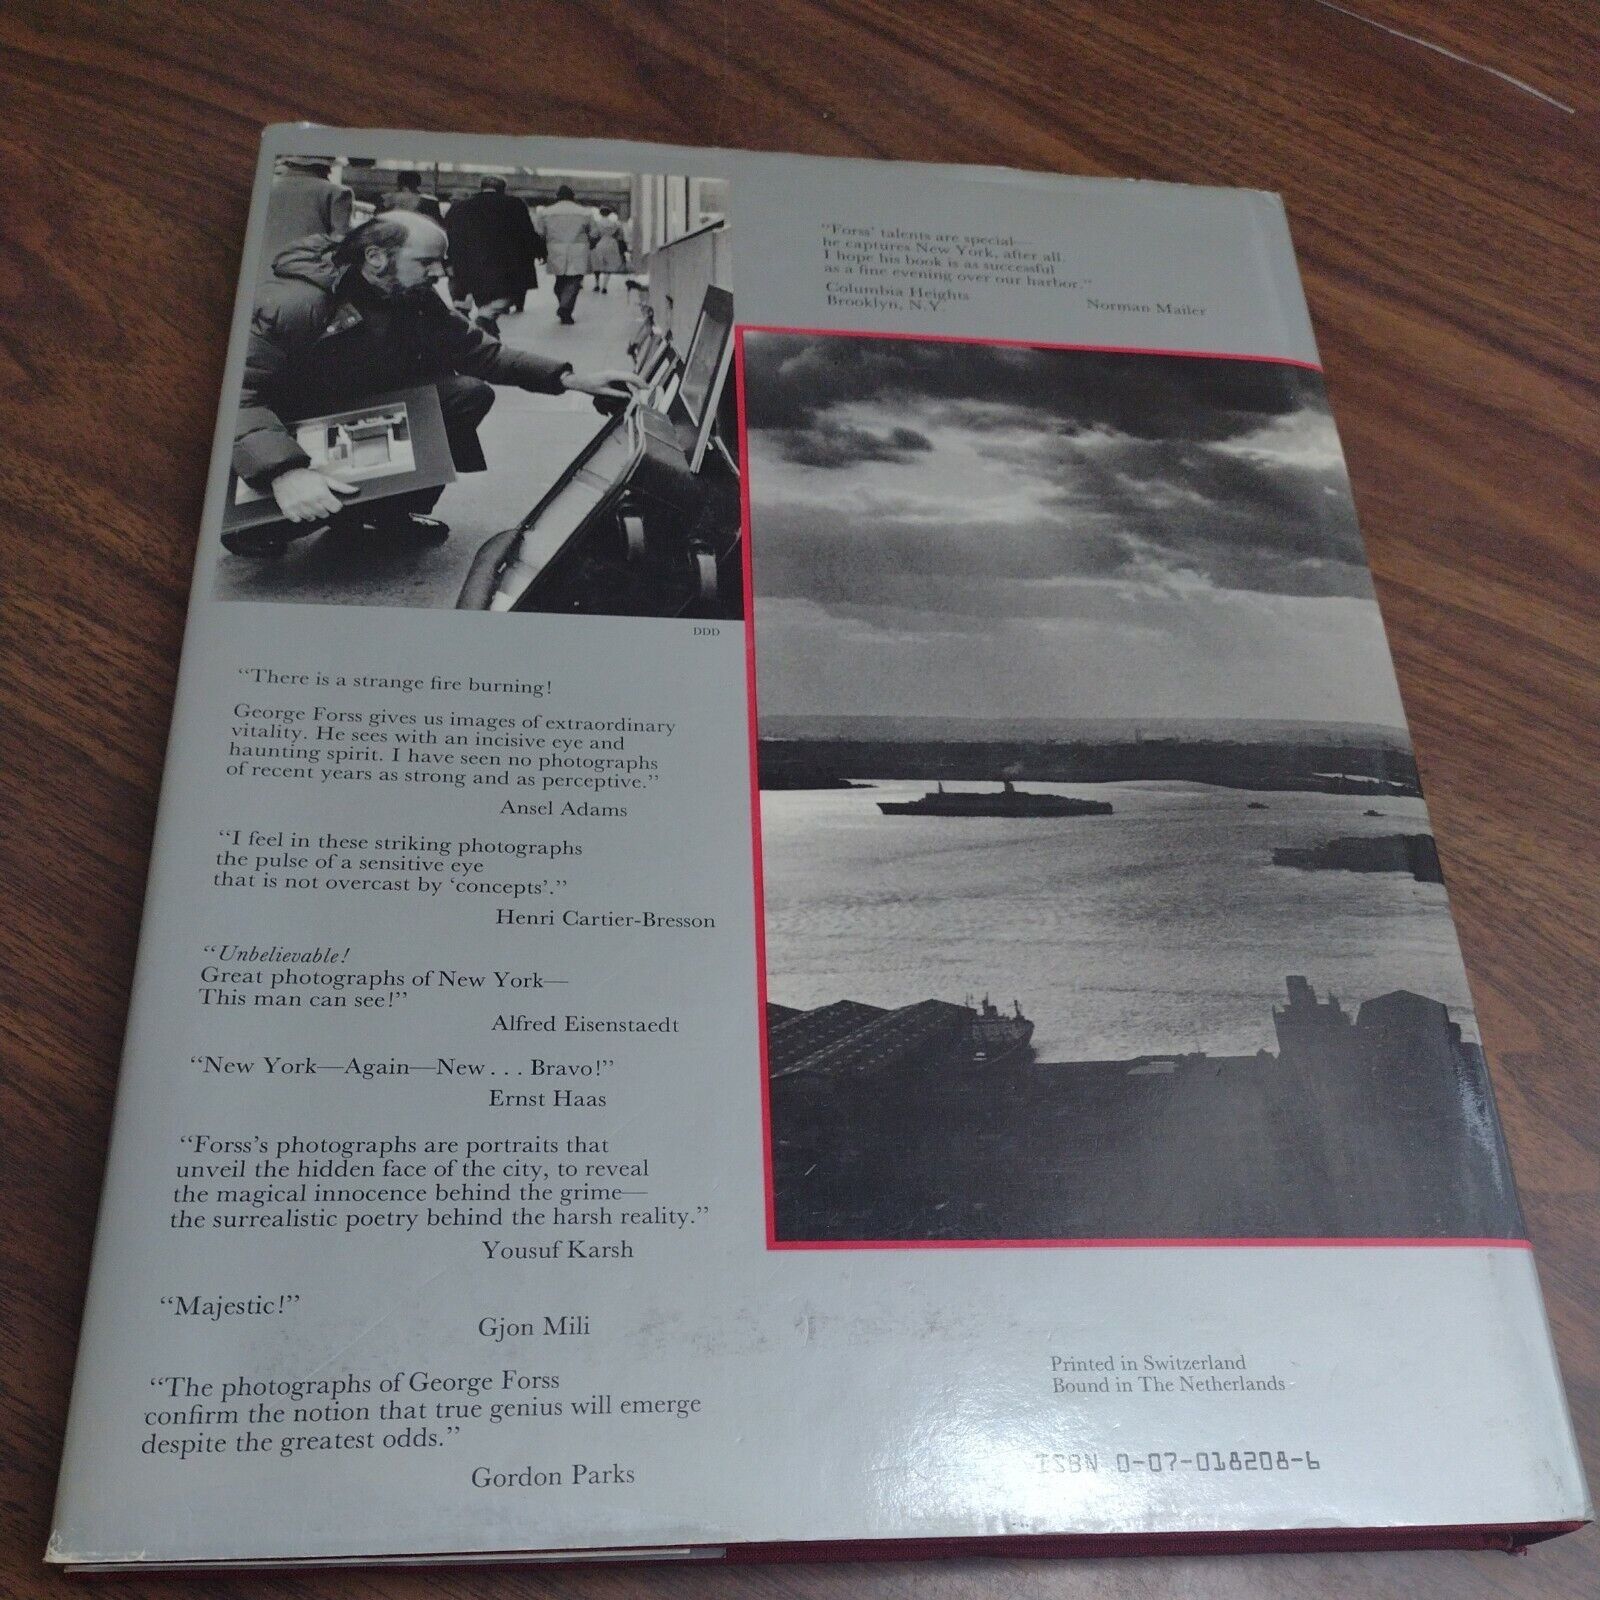 “Forss’ talents are special—
he captures New York, after all.
I hope his book is as successful
as a fine evening over our harbor.”
Columbia Heights
Brooklyn, N.Y.
Norman Mailer
DDD
“There is a strange fire burning!
George Forss gives us images of extraordinary
vitality. He sees with an incisive eye and
haunting spirit. I have seen no photographs
of recent years as strong and as perceptive.”
Ansel Adams
“I feel in these striking photographs
the pulse of a sensitive eye
that is not overcast by ‘concepts’.”
Henri Cartier-Bresson
“Unbelievable!
Great photographs of New York—
This man can see!”
Alfred Eisenstaedt
“New York—Again—New . . . Bravo!”
Ernst Haas
“Forss’s photographs are portraits that
unveil the hidden face of the city, to reveal
the magical innocence behind the grime—
the surrealistic poetry behind the harsh reality.”
Yousuf Karsh
“Majestic!”
Gjon Mili
“The photographs of George Forss
confirm the notion that true genius will emerge
despite the greatest odds.”
Gordon Parks
Printed in Switzerland
Bound in The Netherlands
ISBN 0-07-018208-6